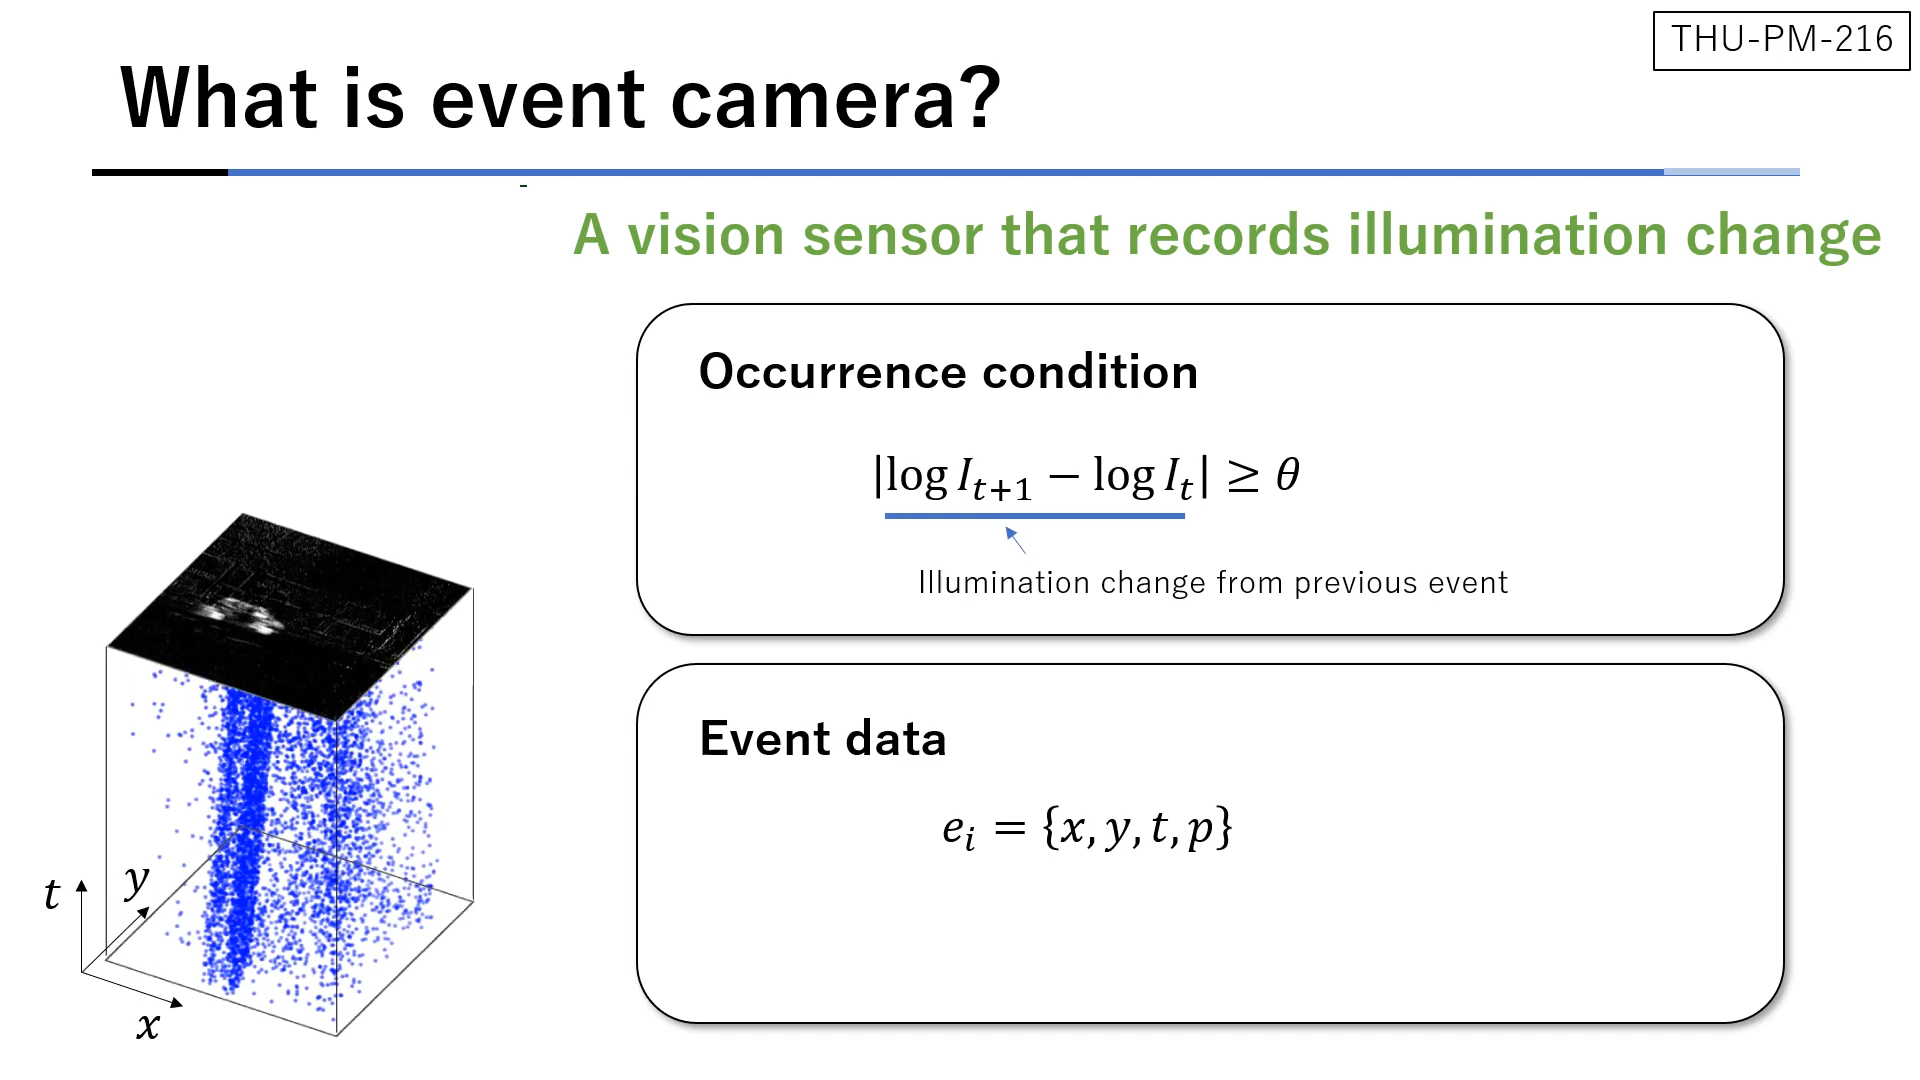 THU-PM-216
What is event camera?
A vision sensor that records illumination change
Occurrence condition
|log I_{t+1} − log I_t| ≥ θ
Illumination change from previous event
Event data
e_i = {x, y, t, p}
t
y
x